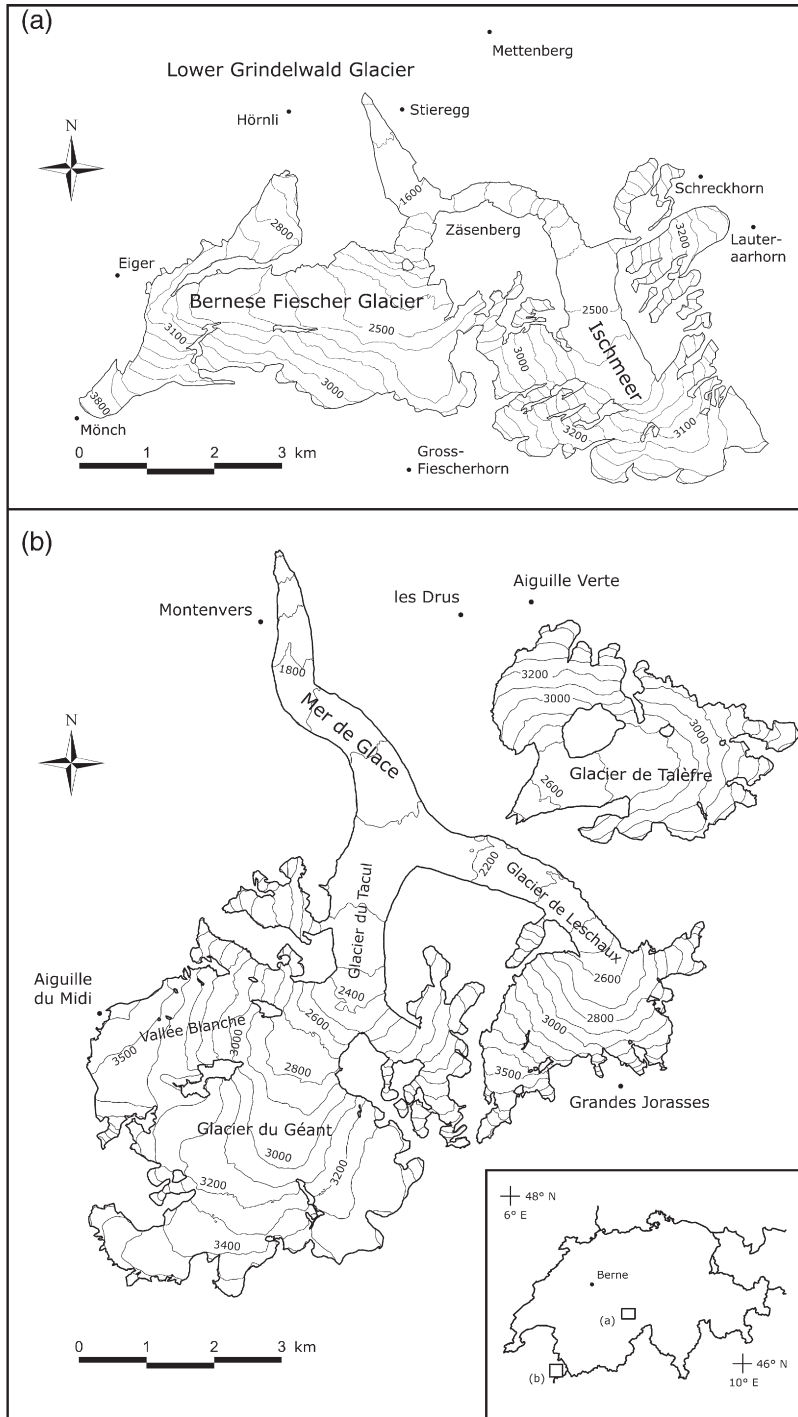 (a)
Mettenberg
Lower Grindelwald Glacier
Stieregg
Hörnli
N
Schreckhorn
1600
2800
3200
Zäsenberg
Lauter-
aarhorn
Eiger
Bernese Fiescher Glacier
2500
2500
Ischmeer
3100
3000
3000
3800
3200
3100
Mönch
Gross-
Fiescherhorn
0 1 2 3 km
(b)
Aiguille Verte
les Drus
Montenvers
1800
3200
3000
3000
Mer de Glace
N
Glacier de Talèfre
2600
2200
Glacier de Leschaux
Glacier du Tacul
2600
Aiguille
du Midi
2400
2600
2800
Vallée Blanche
3000
3000
3500
2800
3500
Grandes Jorasses
Glacier du Géant
3000
3200
3200
3400
48° N
6° E
Berne
(a)
46° N
10° E
(b)
0 1 2 3 km